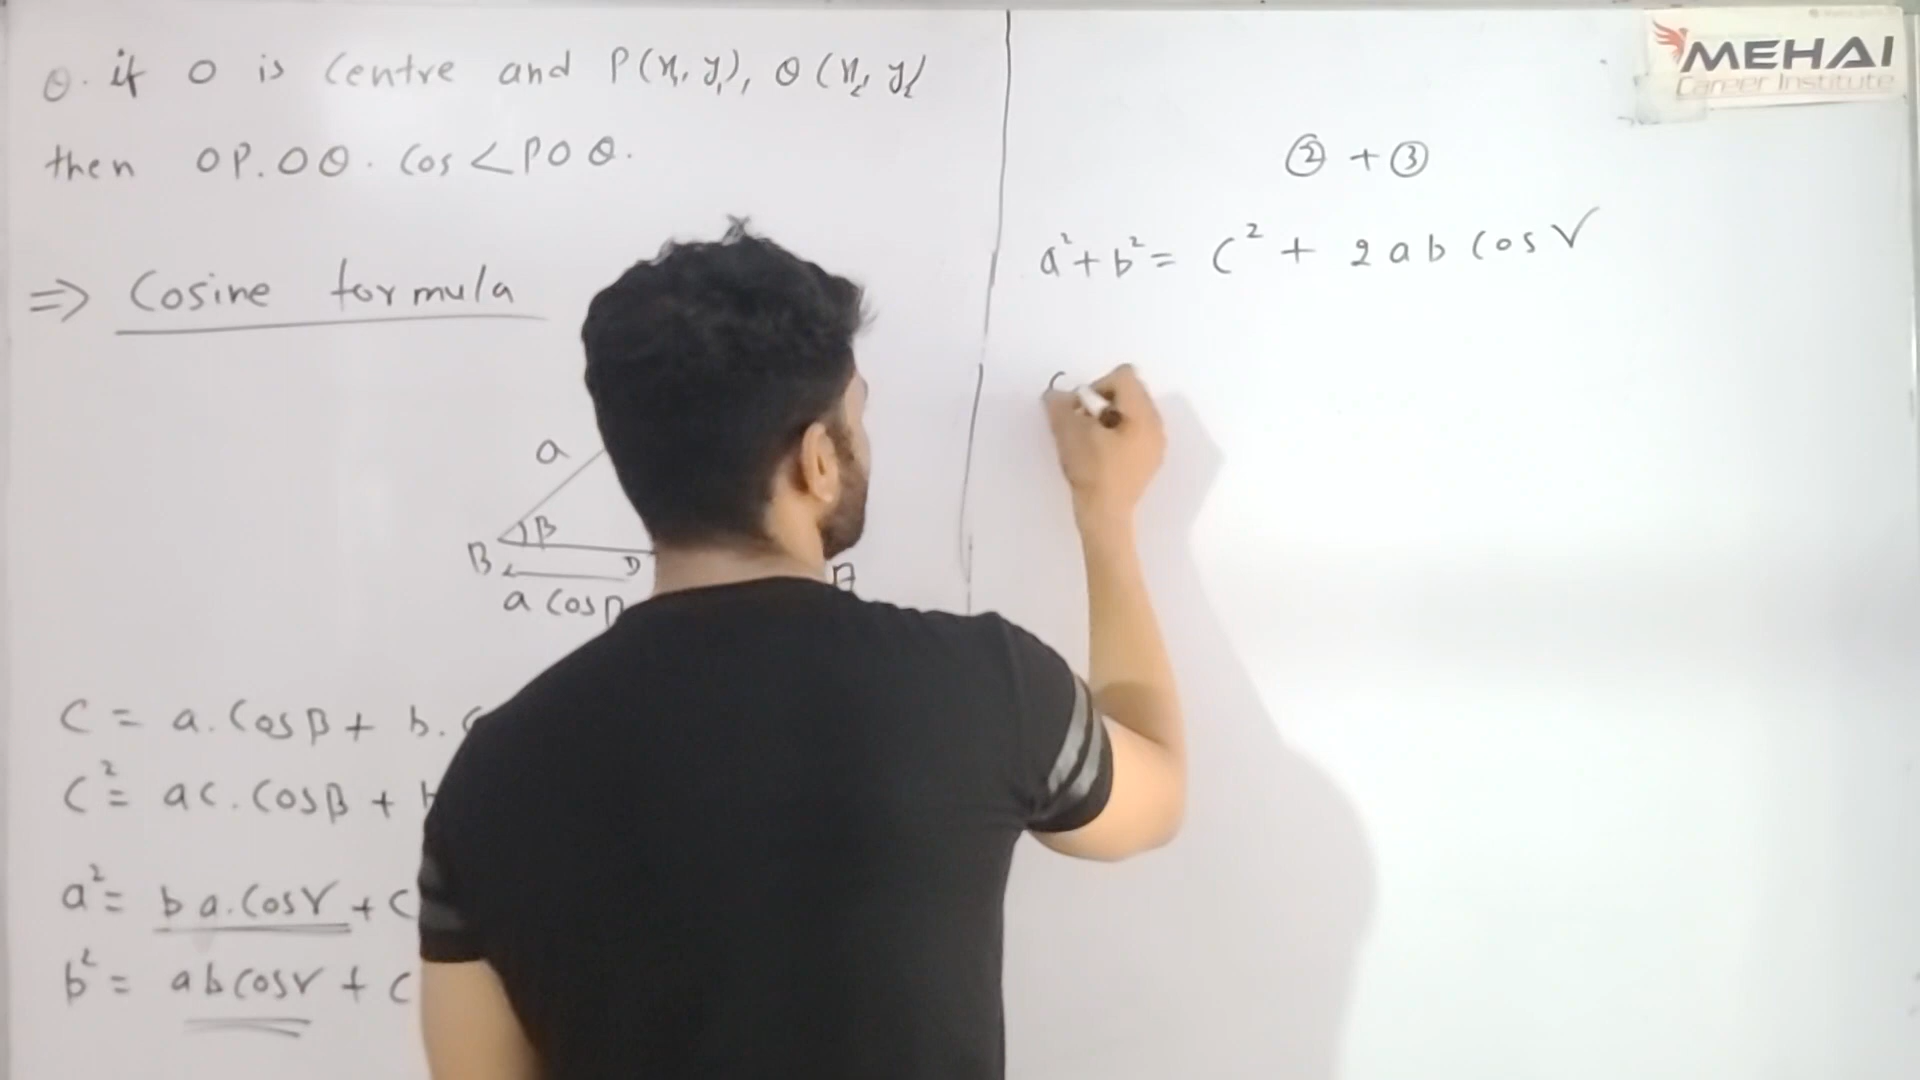 Q. if O is Centre and P(x₁, y₁), Q(x₂, y₂)
then OP.OQ. Cos<POQ.
⇒ Cosine formula
a
β
B
D
A
a Cosβ
C = a.Cosβ + b.
C² = ac.Cosβ +
a² = ba.Cosγ + C
b² = abcosγ + C
② + ③
a² + b² = C² + 2ab Cosγ
MEHAI
Career Institute